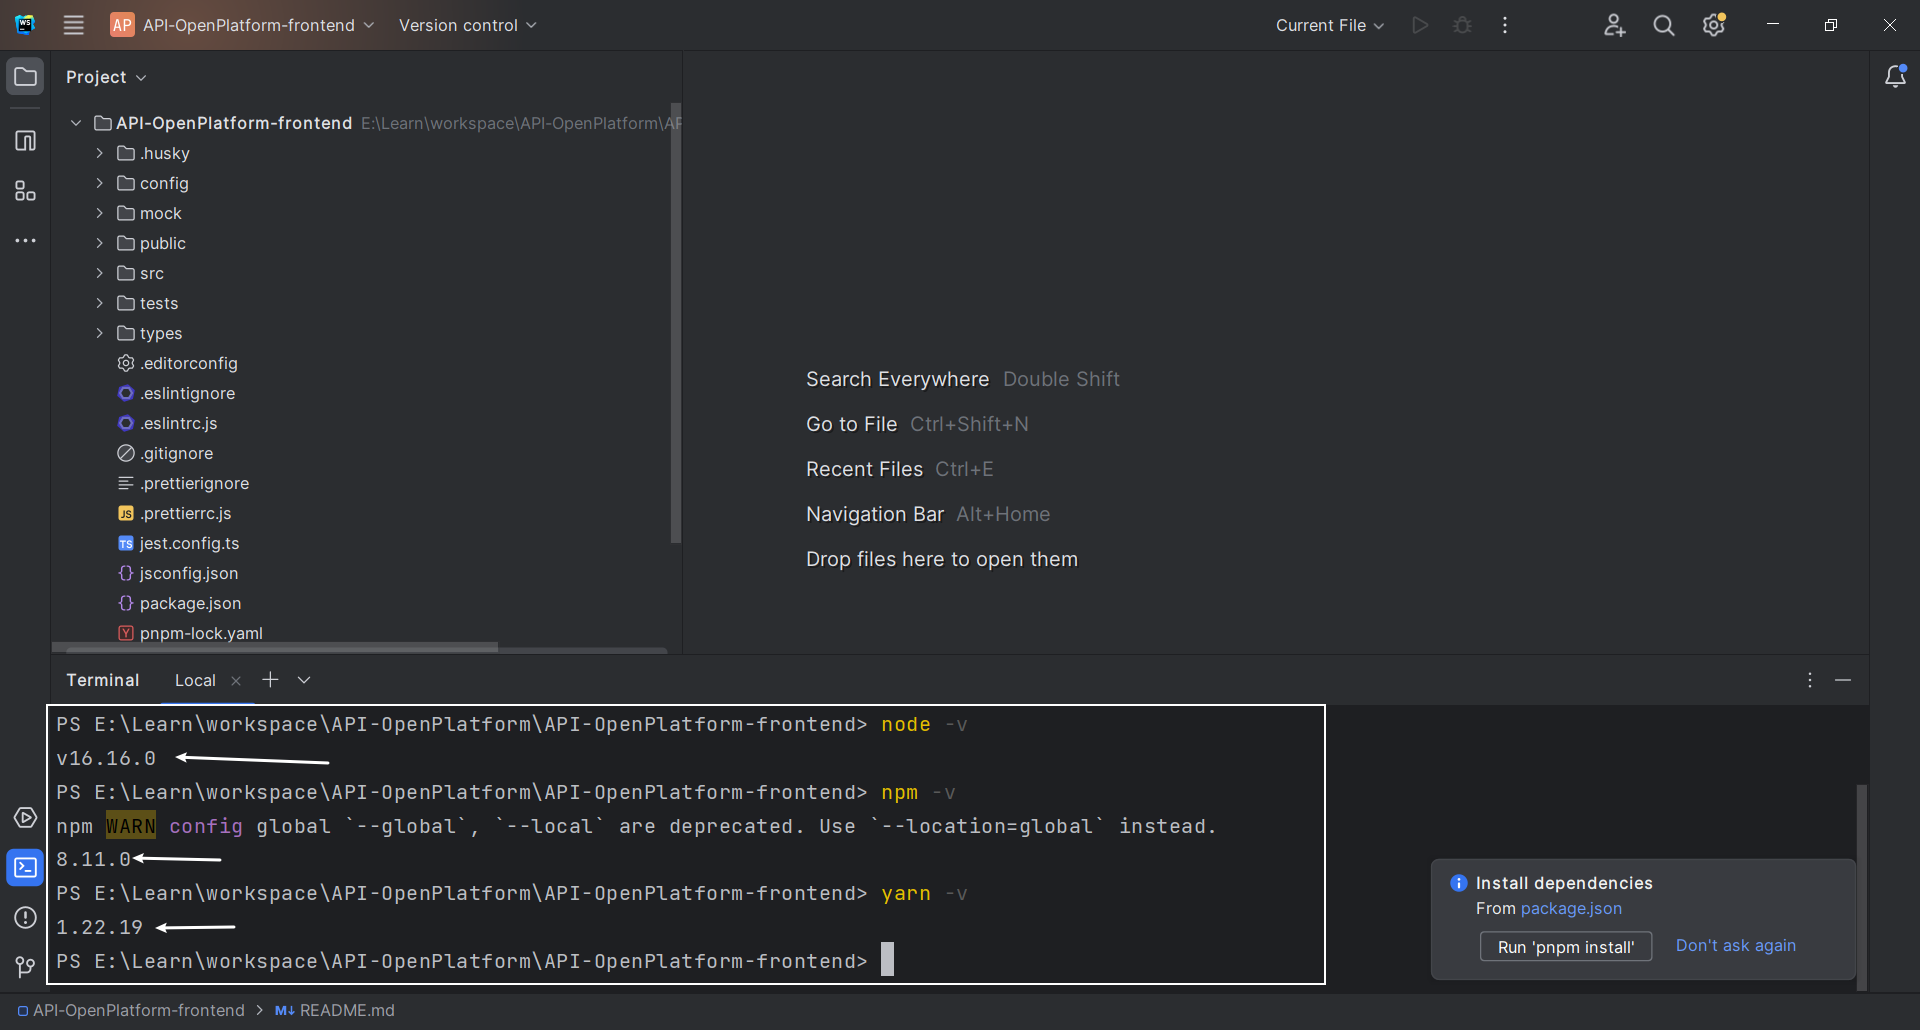 WS
AP API-OpenPlatform-frontend Version control Current File
Project
API-OpenPlatform-frontend E:\Learn\workspace\API-OpenPlatform\AP
.husky
config
mock
public
src
tests
types
.editorconfig
.eslintignore
.eslintrc.js
.gitignore
.prettierignore
JS .prettierrc.js
TS jest.config.ts
{} jsconfig.json
{} package.json
Y pnpm-lock.yaml
Search Everywhere Double Shift
Go to File Ctrl+Shift+N
Recent Files Ctrl+E
Navigation Bar Alt+Home
Drop files here to open them
Terminal Local
PS E:\Learn\workspace\API-OpenPlatform\API-OpenPlatform-frontend> node -v
v16.16.0
PS E:\Learn\workspace\API-OpenPlatform\API-OpenPlatform-frontend> npm -v
npm WARN config global `--global`, `--local` are deprecated. Use `--location=global` instead.
8.11.0
PS E:\Learn\workspace\API-OpenPlatform\API-OpenPlatform-frontend> yarn -v
1.22.19
PS E:\Learn\workspace\API-OpenPlatform\API-OpenPlatform-frontend>
Install dependencies
From package.json
Run 'pnpm install' Don't ask again
API-OpenPlatform-frontend > M↓ README.md